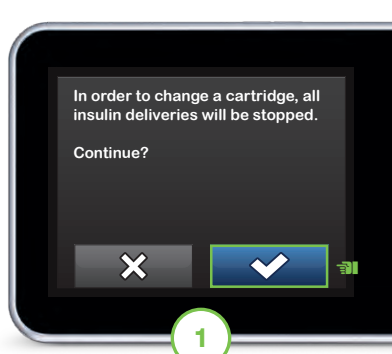 In order to change a cartridge, all
insulin deliveries will be stopped.
Continue?
1